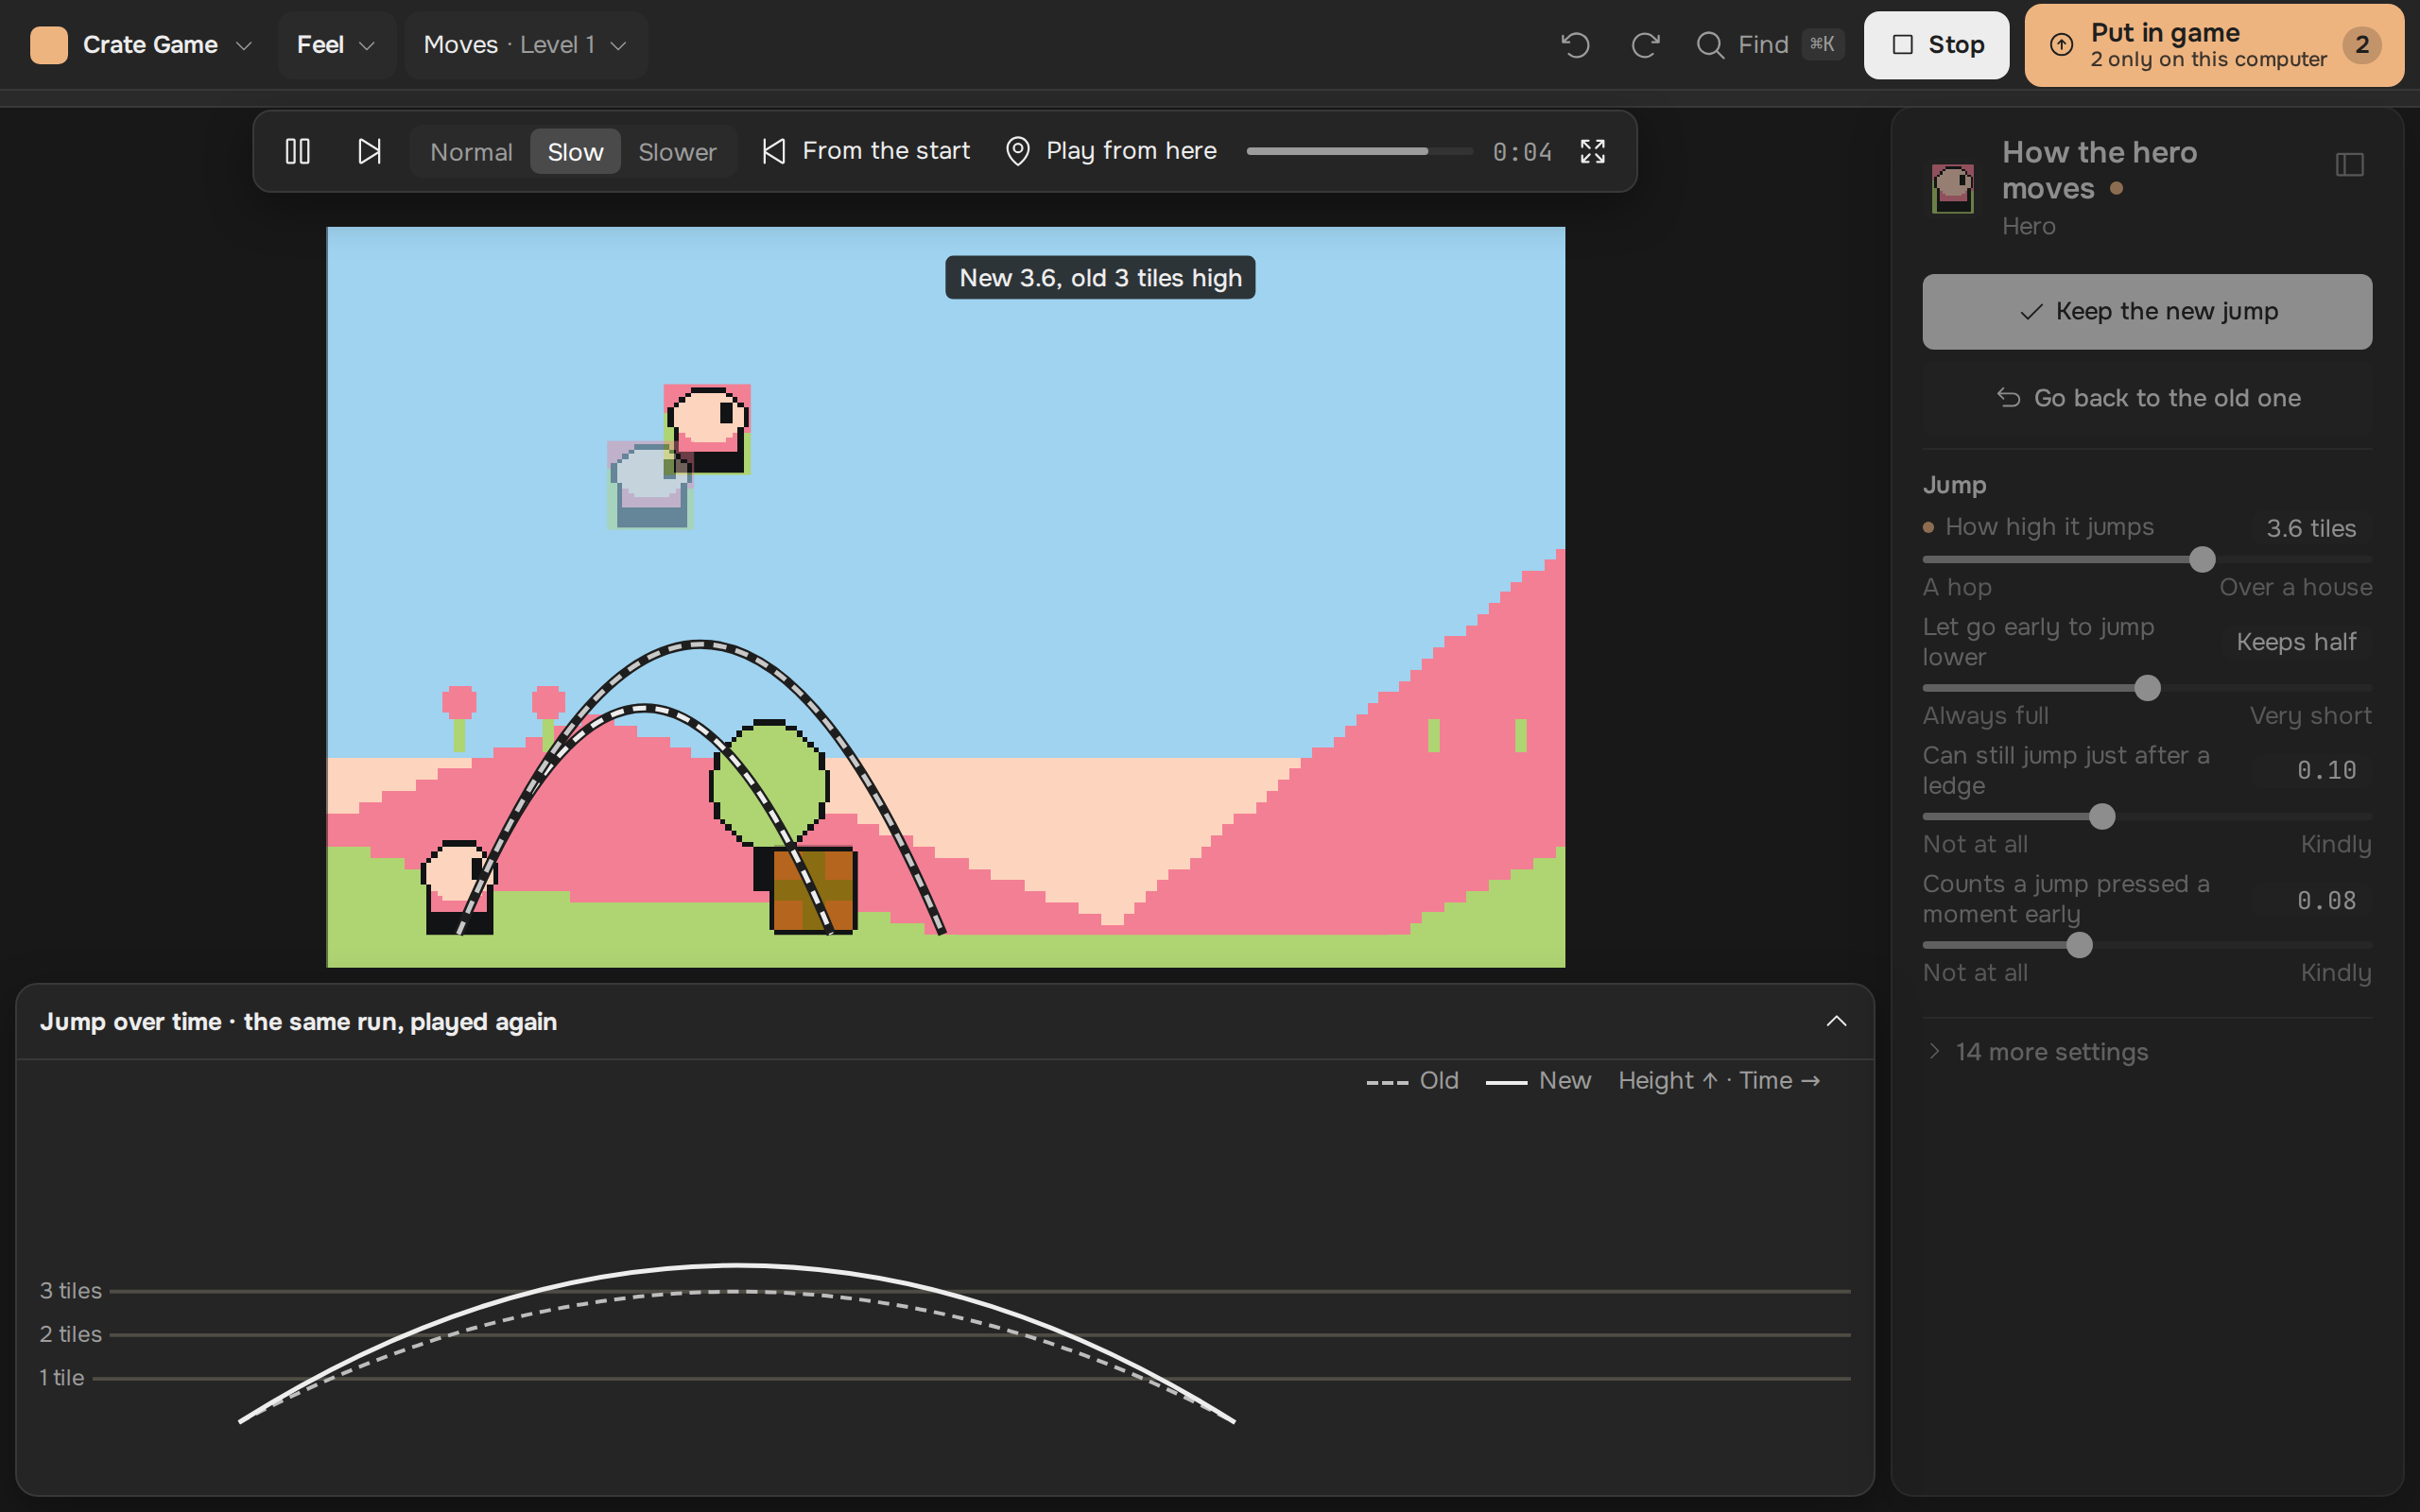 Crate Game
Feel
Moves · Level 1
Find ⌘K
Stop
Put in game
2 only on this computer
2
Normal
Slow
Slower
From the start
Play from here
0:04
New 3.6, old 3 tiles high
How the hero
moves
Hero
Keep the new jump
Go back to the old one
Jump
How high it jumps
3.6 tiles
A hop
Over a house
Let go early to jump
lower
Keeps half
Always full
Very short
Can still jump just after a
ledge
0.10
Not at all
Kindly
Counts a jump pressed a
moment early
0.08
Not at all
Kindly
14 more settings
Jump over time · the same run, played again
Old
New
Height ↑ · Time →
3 tiles
2 tiles
1 tile